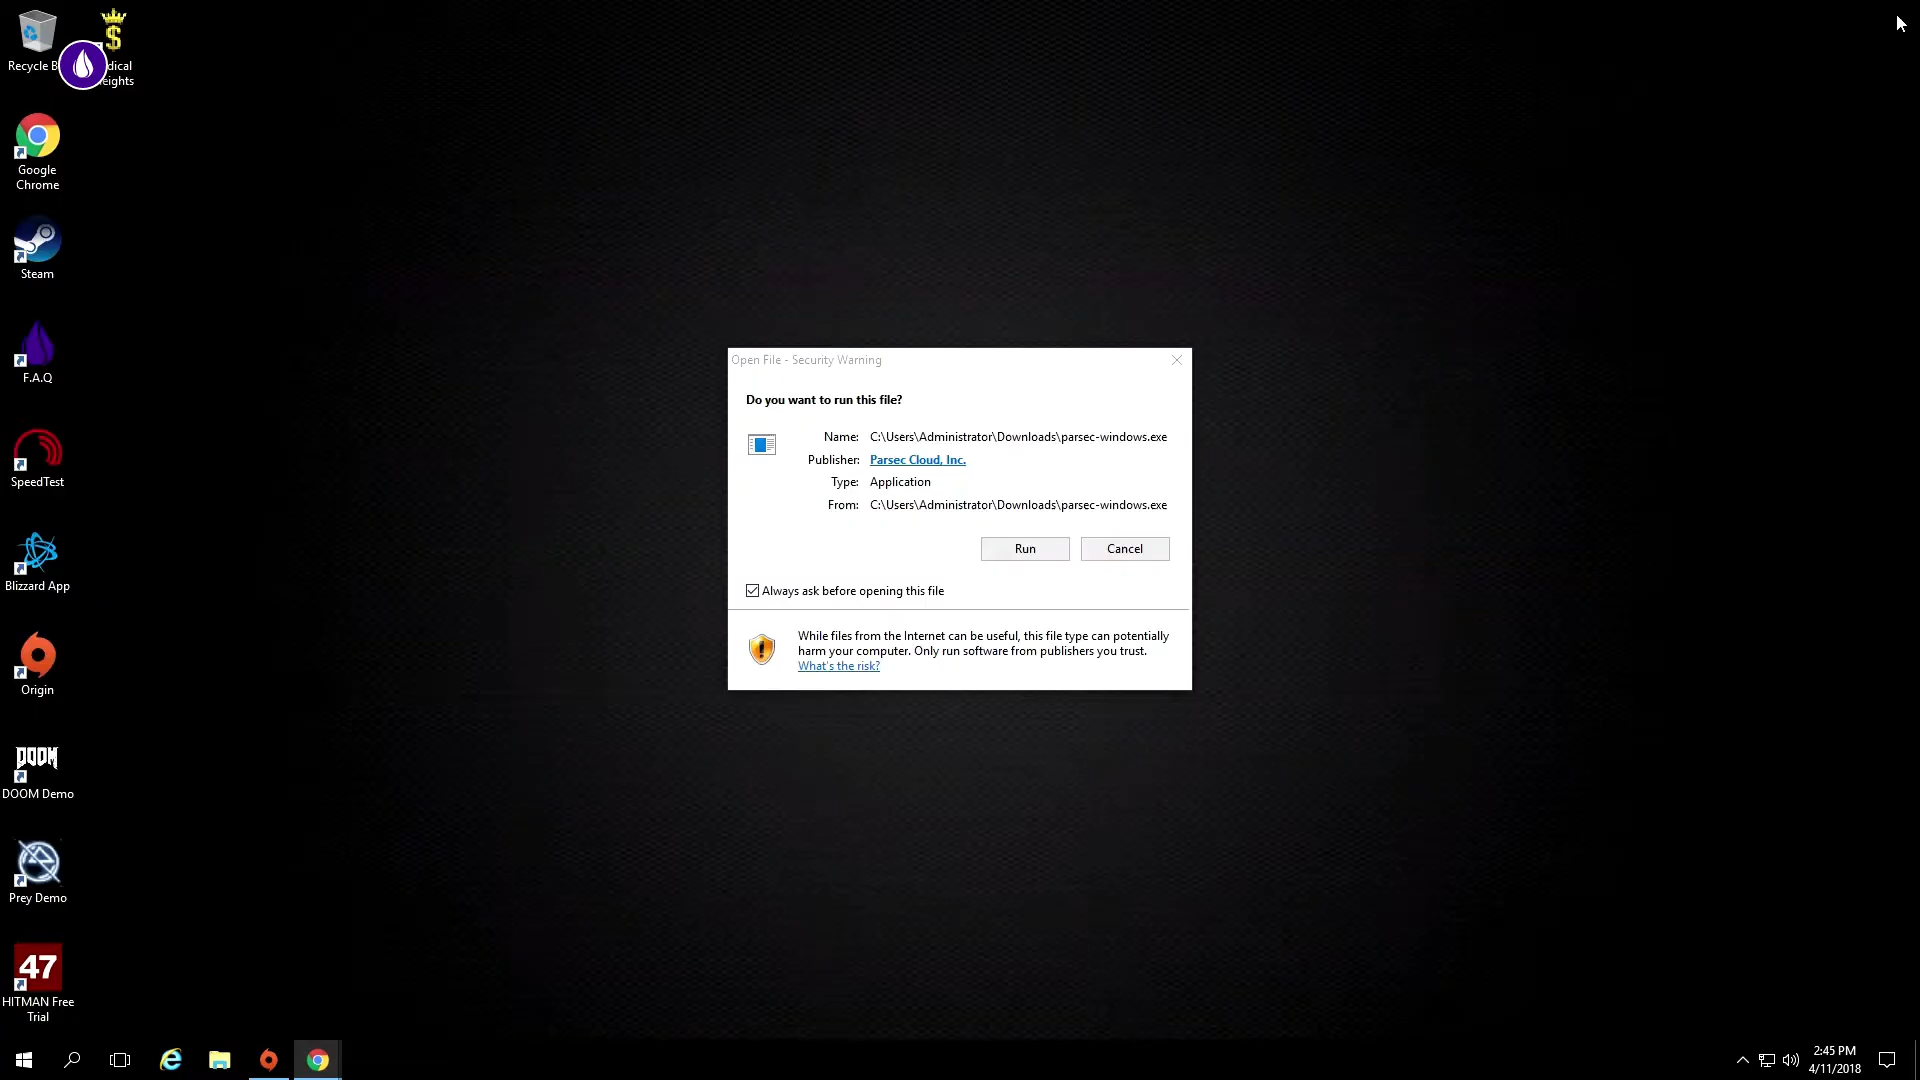 Recycle B
dical
eights
Google
Chrome
Steam
F.A.Q
SpeedTest
Blizzard App
Origin
DOOM
DOOM Demo
Prey Demo
47
HITMAN Free
Trial
Open File - Security Warning
Do you want to run this file?
Name: C:\Users\Administrator\Downloads\parsec-windows.exe
Publisher: Parsec Cloud, Inc.
Type: Application
From: C:\Users\Administrator\Downloads\parsec-windows.exe
Run Cancel
Always ask before opening this file
While files from the Internet can be useful, this file type can potentially
harm your computer. Only run software from publishers you trust.
What's the risk?
2:45 PM
4/11/2018